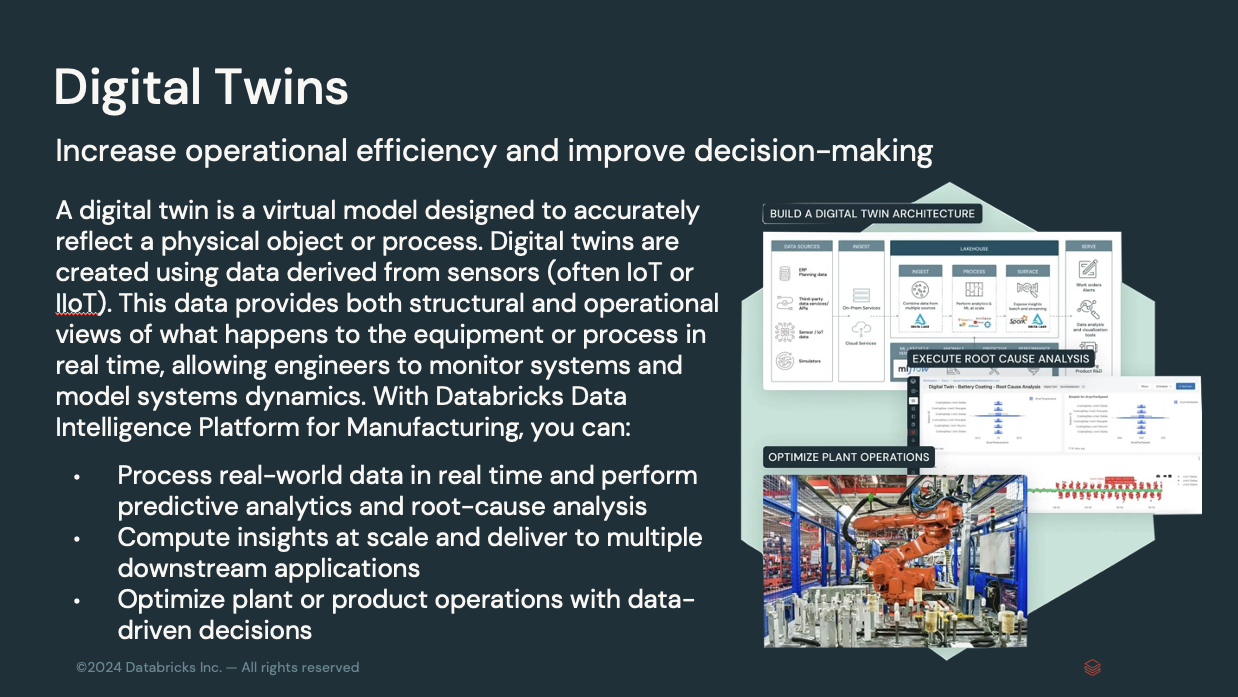 Digital Twins
Increase operational efficiency and improve decision-making
A digital twin is a virtual model designed to accurately
reflect a physical object or process. Digital twins are
created using data derived from sensors (often IoT or
IIoT). This data provides both structural and operational
views of what happens to the equipment or process in
real time, allowing engineers to monitor systems and
model systems dynamics. With Databricks Data
Intelligence Platform for Manufacturing, you can:
• Process real-world data in real time and perform
predictive analytics and root-cause analysis
• Compute insights at scale and deliver to multiple
downstream applications
• Optimize plant or product operations with data-
driven decisions
©2024 Databricks Inc. — All rights reserved
BUILD A DIGITAL TWIN ARCHITECTURE
DATA SOURCES
ERP
Planning data
Third-party
data services/
APIs
Sensor / IoT
data
Simulators
INGEST
On-Prem Services
Cloud Services
LAKEHOUSE
INGEST
Combine data from
multiple sources
DELTA LAKE
PROCESS
Perform analytics &
ML at scale
SURFACE
Expose insights
batch and streaming
Spark
DELTA LAKE
SERVE
Work orders
Alerts
Data analysis
and visualization
tools
Product R&D
mlflow
EXECUTE ROOT CAUSE ANALYSIS
Digital Twin - Battery Coating - Root Cause Analysis
OPTIMIZE PLANT OPERATIONS